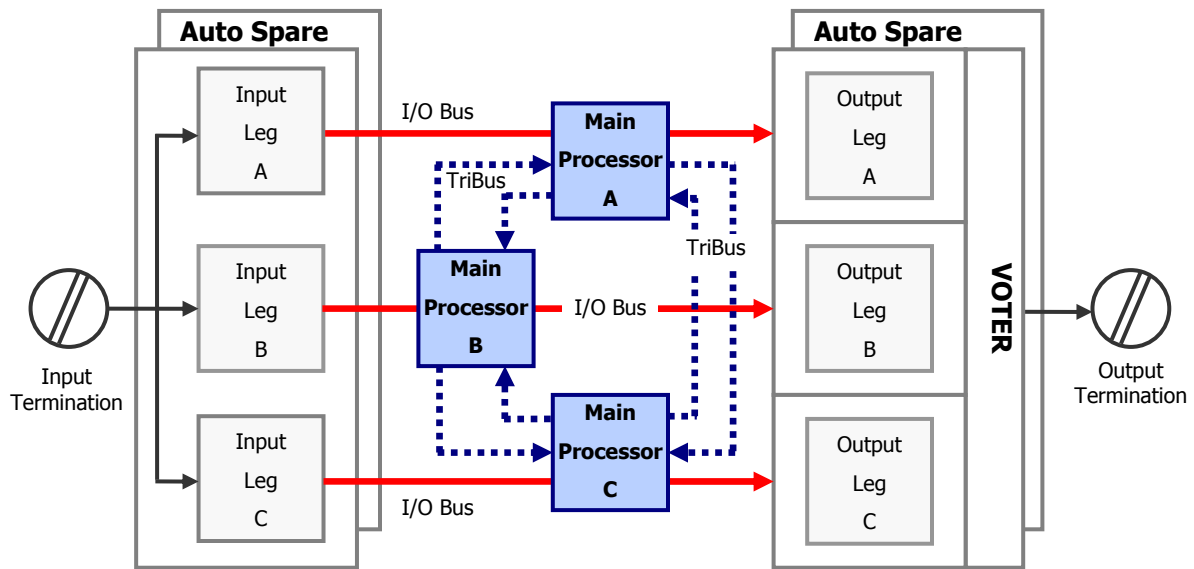 Auto Spare
Input
Leg
A
Input
Leg
B
Input
Leg
C
Input
Termination
I/O Bus
TriBus
Main
Processor
A
Main
Processor
B
I/O Bus
TriBus
Main
Processor
C
I/O Bus
Auto Spare
Output
Leg
A
Output
Leg
B
Output
Leg
C
VOTER
Output
Termination